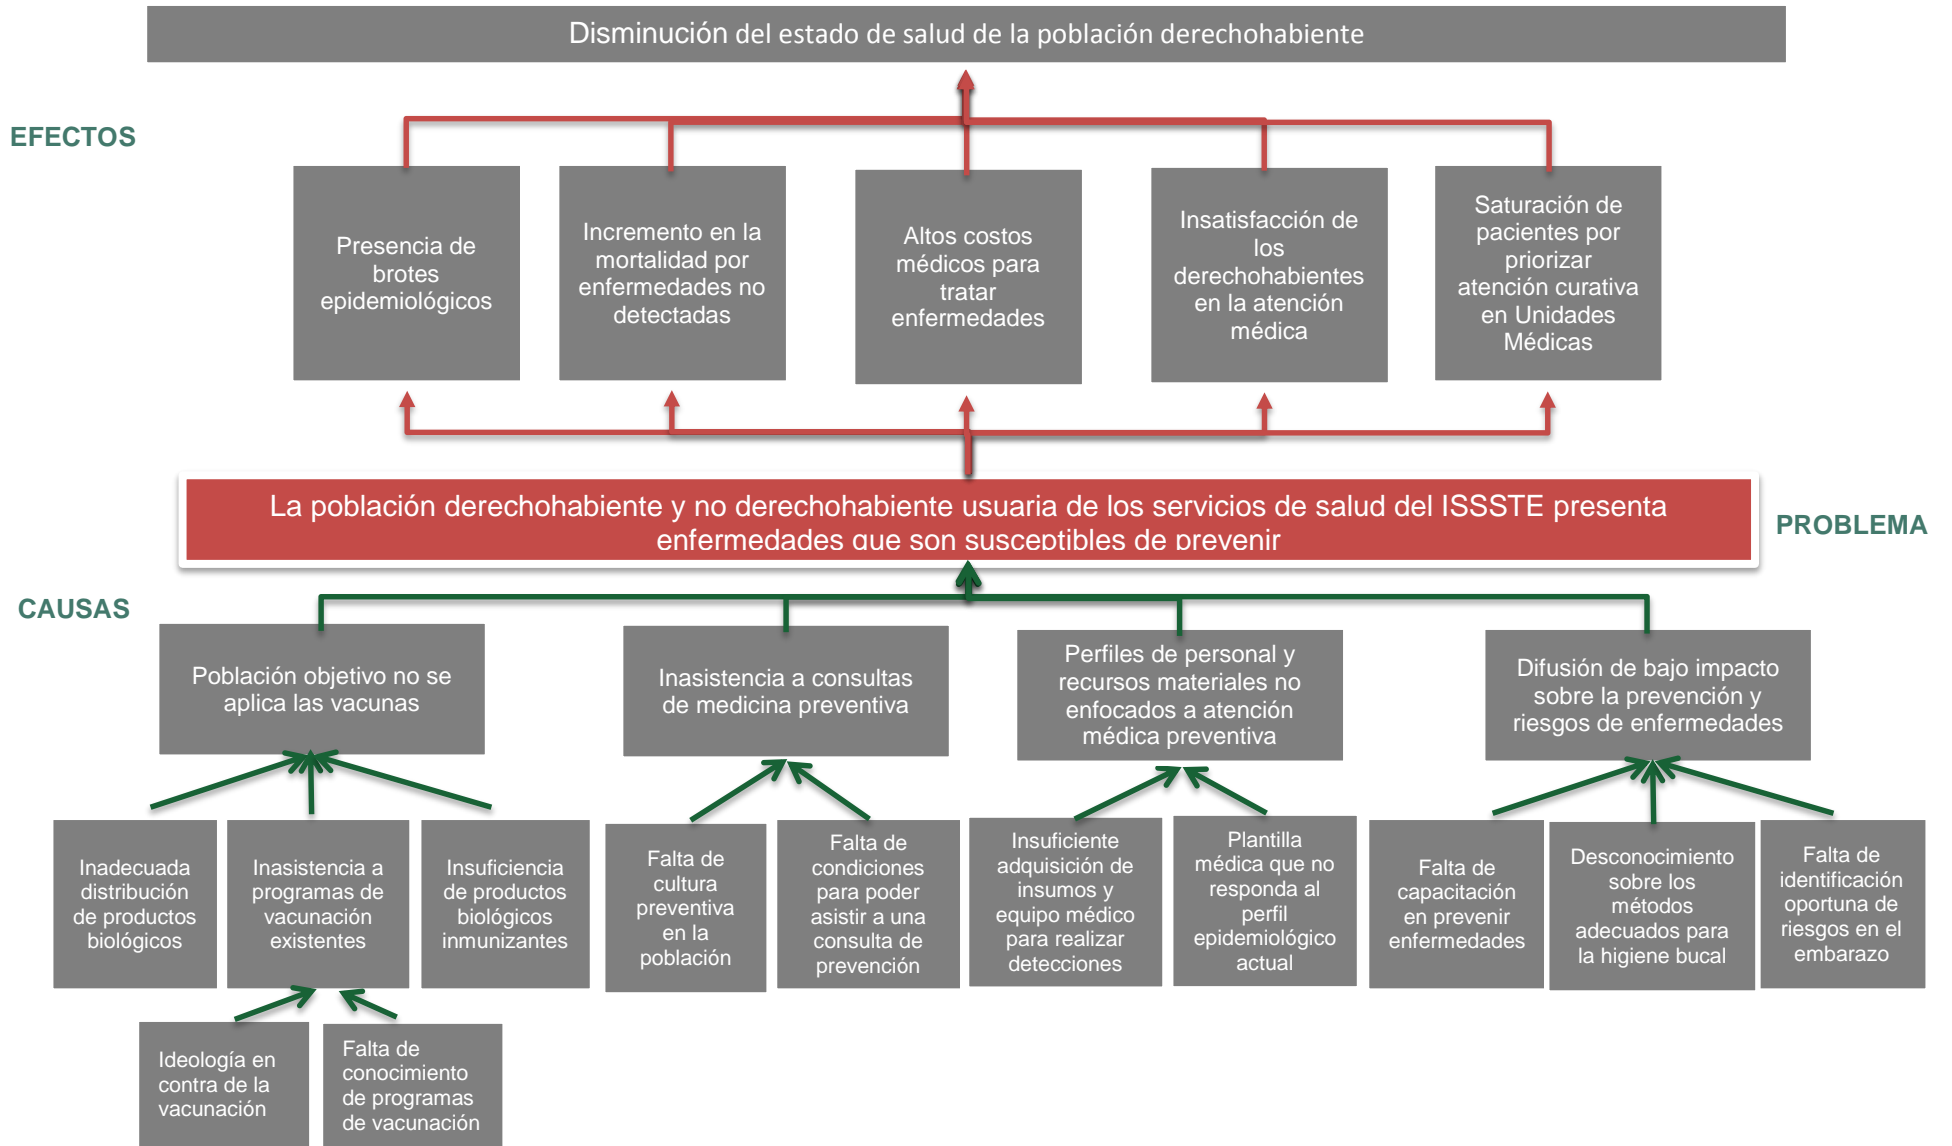 Disminución del estado de salud de la población derechohabiente
EFECTOS
Presencia de
brotes
epidemiológicos
Incremento en la
mortalidad por
enfermedades no
detectadas
Altos costos
médicos para
tratar
enfermedades
Insatisfacción de
los
derechohabientes
en la atención
médica
Saturación de
pacientes por
priorizar
atención curativa
en Unidades
Médicas
La población derechohabiente y no derechohabiente usuaria de los servicios de salud del ISSSTE presenta
enfermedades que son susceptibles de prevenir
PROBLEMA
CAUSAS
Población objetivo no se
aplica las vacunas
Inasistencia a consultas
de medicina preventiva
Perfiles de personal y
recursos materiales no
enfocados a atención
médica preventiva
Difusión de bajo impacto
sobre la prevención y
riesgos de enfermedades
Inadecuada
distribución
de productos
biológicos
Inasistencia a
programas de
vacunación
existentes
Insuficiencia
de productos
biológicos
inmunizantes
Falta de
cultura
preventiva
en la
población
Falta de
condiciones
para poder
asistir a una
consulta de
prevención
Insuficiente
adquisición de
insumos y
equipo médico
para realizar
detecciones
Plantilla
médica que no
responda al
perfil
epidemiológico
actual
Falta de
capacitación
en prevenir
enfermedades
Desconocimiento
sobre los
métodos
adecuados para
la higiene bucal
Falta de
identificación
oportuna de
riesgos en el
embarazo
Ideología en
contra de la
vacunación
Falta de
conocimiento
de programas
de vacunación